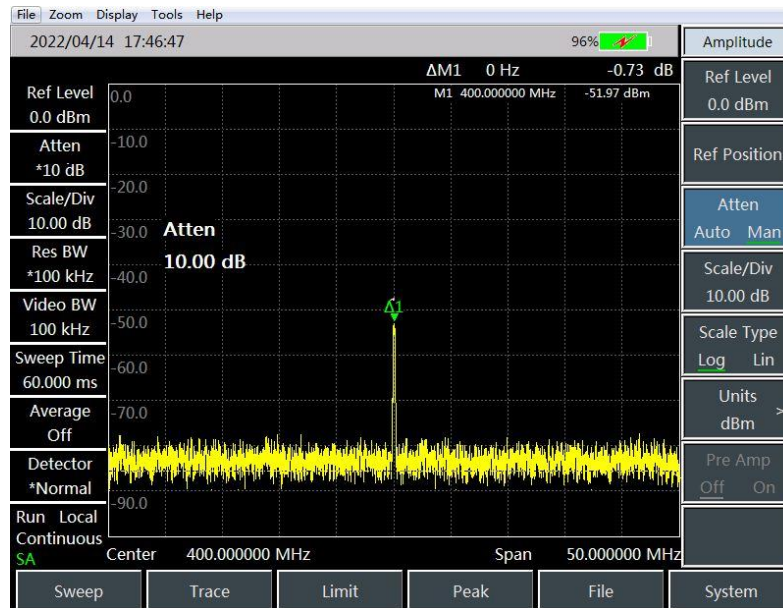 File Zoom Display Tools Help
2022/04/14 17:46:47 96%
Amplitude
ΔM1 0 Hz -0.73 dB
M1 400.000000 MHz -51.97 dBm
Ref Level
0.0 dBm
Atten
*10 dB
Scale/Div
10.00 dB
Res BW
*100 kHz
Video BW
100 kHz
Sweep Time
60.000 ms
Average
Off
Detector
*Normal
Run Local
Continuous
SA
0.0
-10.0
-20.0
-30.0
-40.0
-50.0
-60.0
-70.0
-90.0
Atten
10.00 dB
Δ1
Center 400.000000 MHz Span 50.000000 MHz
Ref Level
0.0 dBm
Ref Position
Atten
Auto Man
Scale/Div
10.00 dB
Scale Type
Log Lin
Units
dBm >
Pre Amp
Off On
Sweep Trace Limit Peak File System